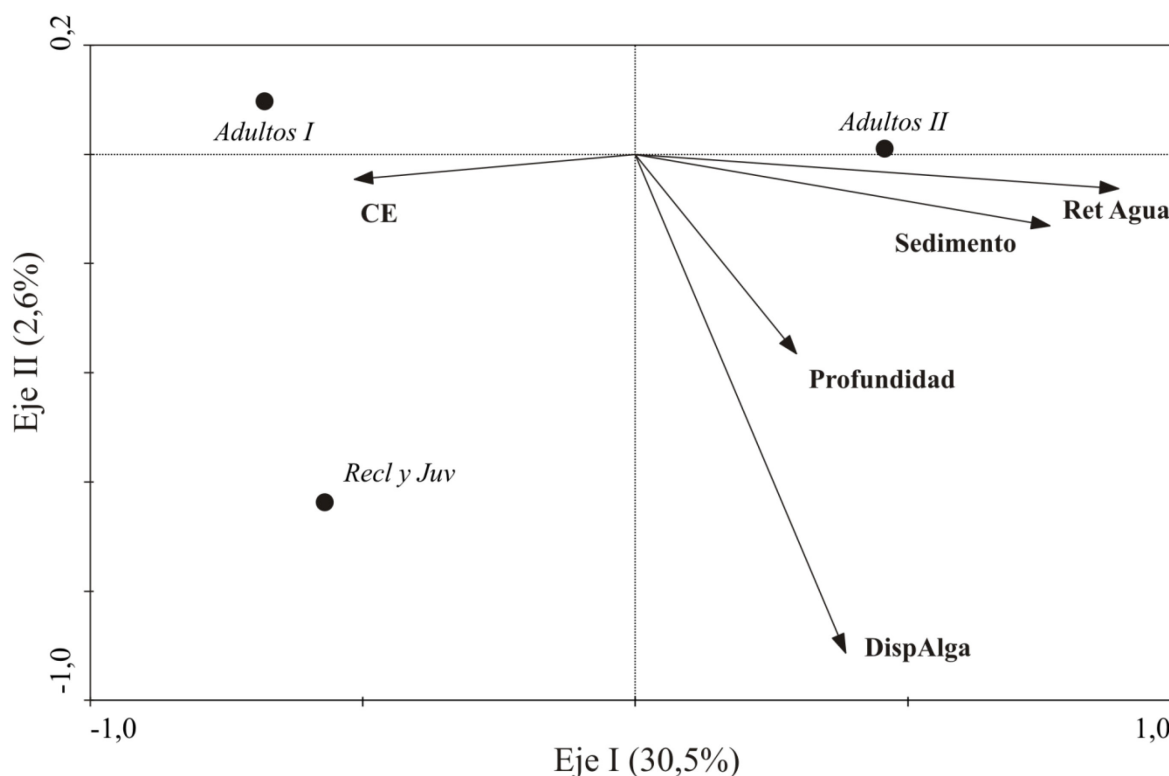 0,2
Adultos I
Adultos II
CE
Ret Agua
Sedimento
Eje II (2,6%)
Profundidad
Recl y Juv
DispAlga
-1,0
-1,0
1,0
Eje I (30,5%)